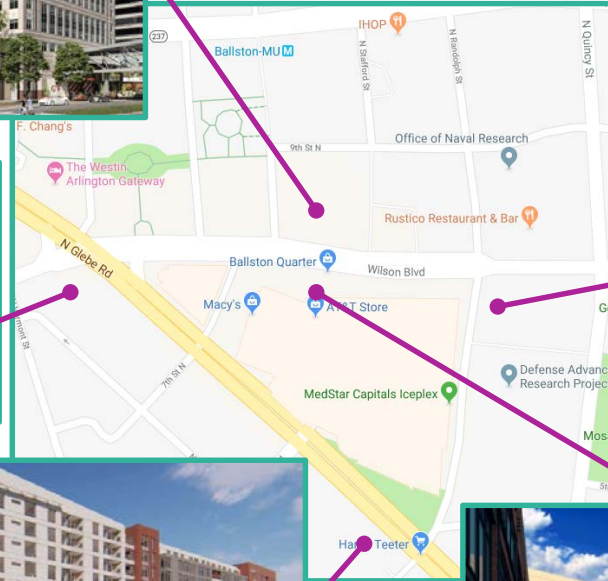 IHOP
237
Ballston-MU M
N Stafford St
N Randolph St
N Quincy St
F. Chang's
9th St N
Office of Naval Research
The Westin
Arlington Gateway
Rustico Restaurant & Bar
N Glebe Rd
Ballston Quarter
Wilson Blvd
Macy's
AT&T Store
7th St N
Defense Advanc
Research Projec
MedStar Capitals Iceplex
Mos
Teeter